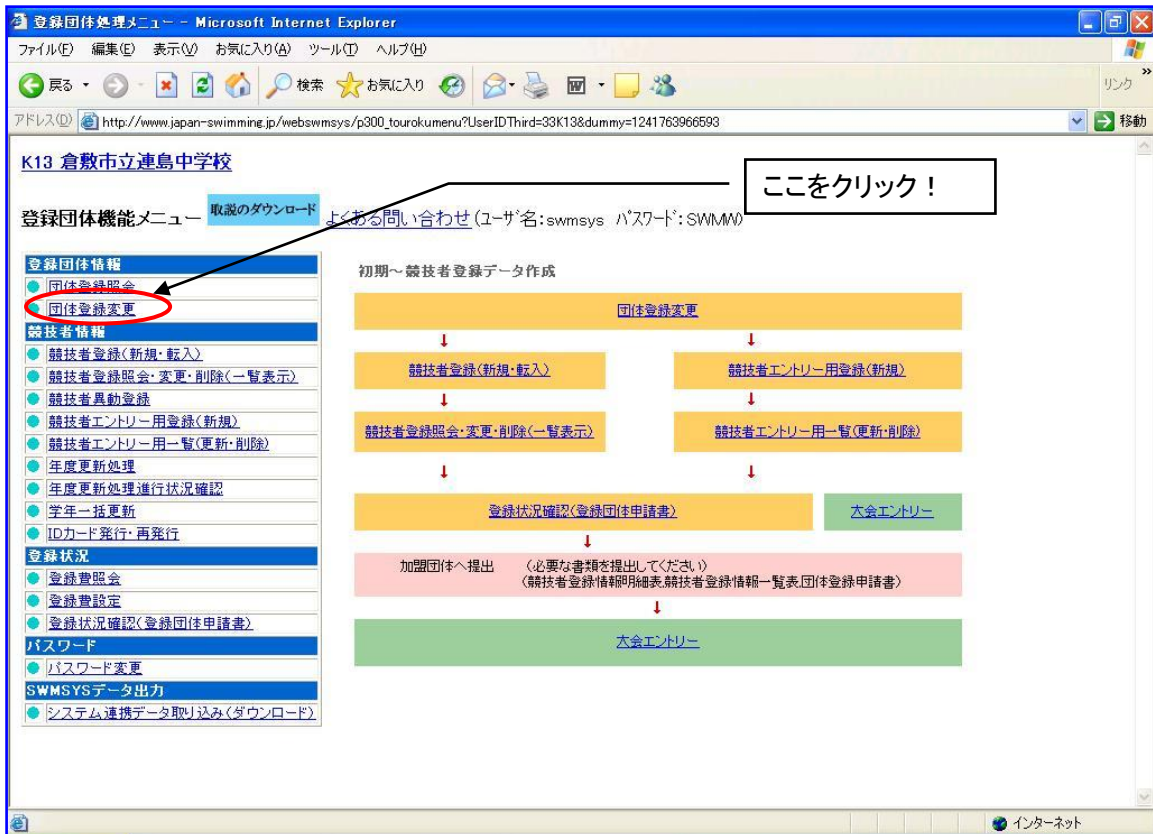 登録団体処理メニュー - Microsoft Internet Explorer
ファイル(F) 編集(E) 表示(V) お気に入り(A) ツール(T) ヘルプ(H)
戻る 検索 お気に入り リンク »
アドレス(D) http://www.japan-swimming.jp/webswmsys/p300_tourokumenu?UserIDThird=33K13&dummy=1241763966593 移動
K13 倉敷市立連島中学校
ここをクリック！
登録団体機能メニュー 取説のダウンロード よくある問い合わせ(ユーザ名:swmsys パスワード:SWMW)
登録団体情報
団体登録照会
団体登録変更
競技者情報
競技者登録(新規・転入)
競技者登録照会・変更・削除(一覧表示)
競技者異動登録
競技者エントリー用登録(新規)
競技者エントリー用一覧(更新・削除)
年度更新処理
年度更新処理進行状況確認
学年一括更新
IDカード発行・再発行
登録状況
登録費照会
登録費設定
登録状況確認(登録団体申請書)
パスワード
パスワード変更
SWMSYSデータ出力
システム連携データ取り込み(ダウンロード)
初期～競技者登録データ作成
団体登録変更
↓ ↓
競技者登録(新規・転入) 競技者エントリー用登録(新規)
↓ ↓
競技者登録照会・変更・削除(一覧表示) 競技者エントリー用一覧(更新・削除)
↓ ↓
登録状況確認(登録団体申請書) 大会エントリー
↓
加盟団体へ提出 (必要な書類を提出してください)
(競技者登録情報明細表,競技者登録情報一覧表,団体登録申請書)
↓
大会エントリー
インターネット